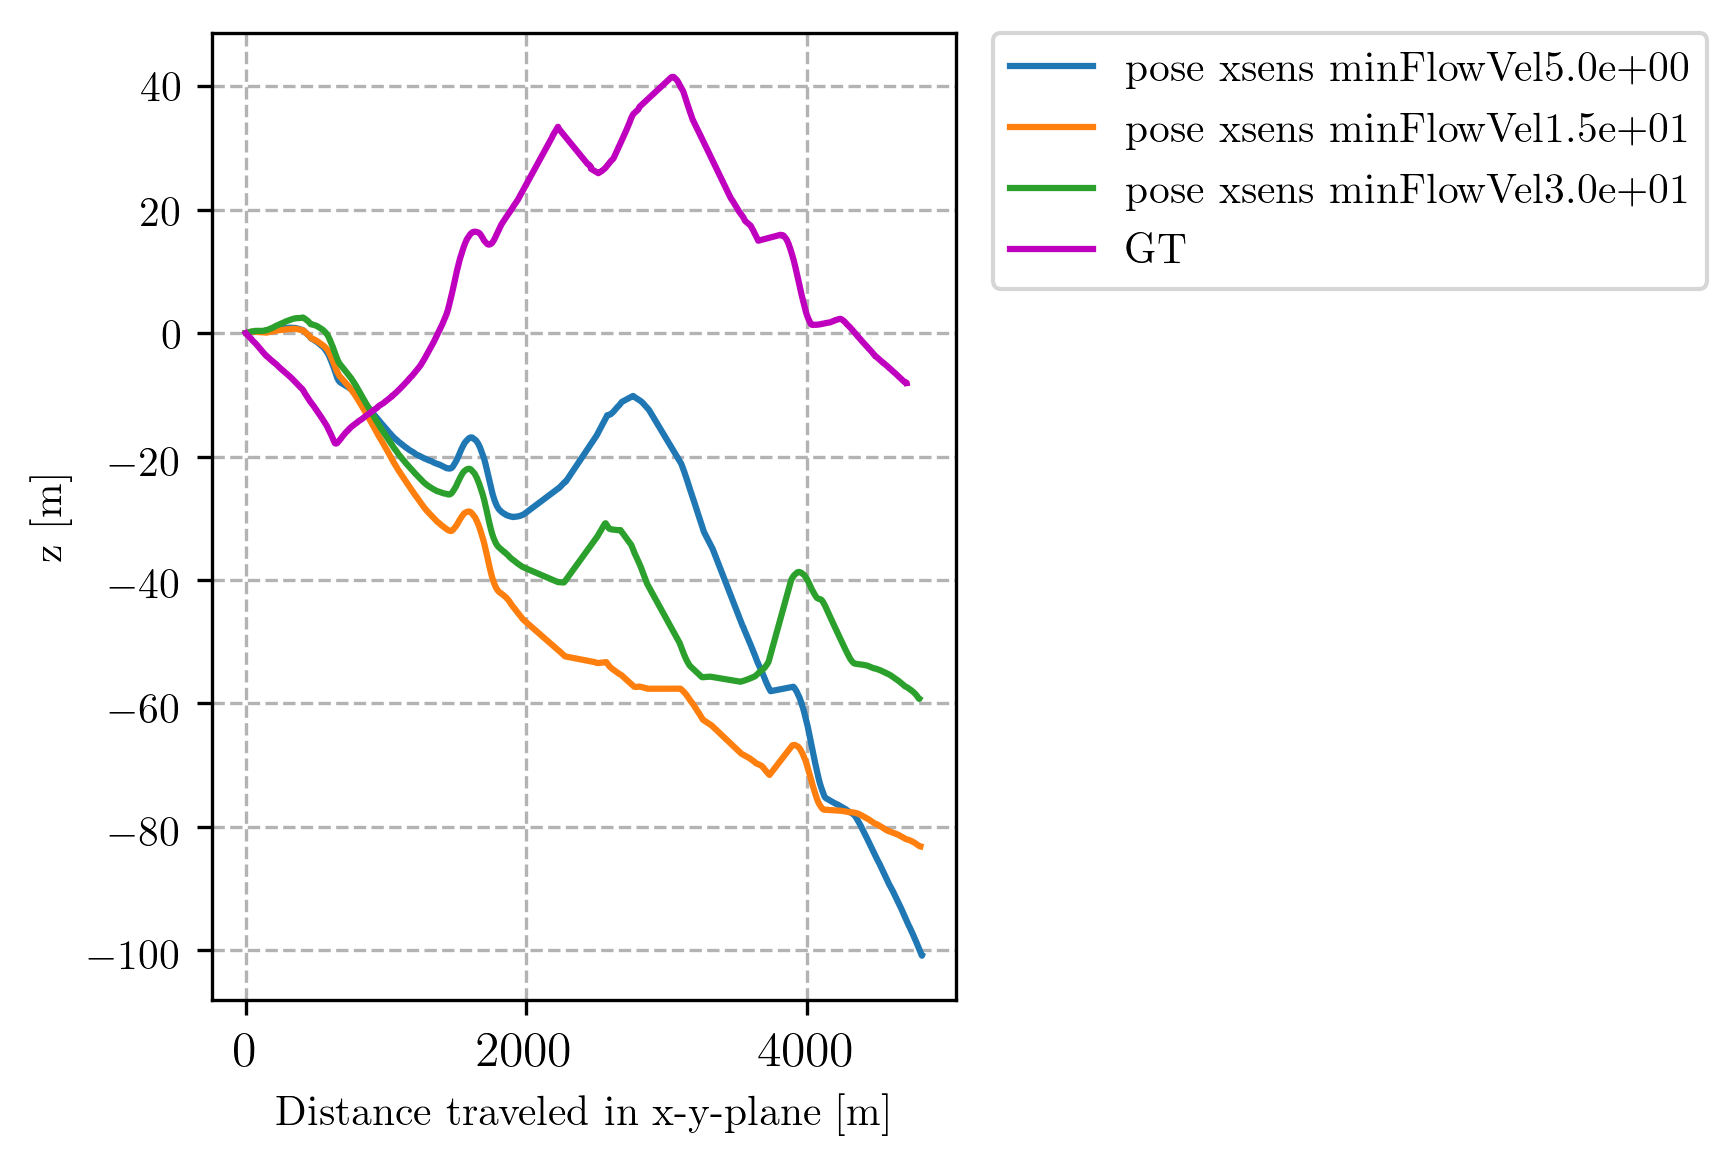 pose xsens minFlowVel5.0e+00
pose xsens minFlowVel1.5e+01
pose xsens minFlowVel3.0e+01
GT
40
20
0
−20
−40
−60
−80
−100
z [m]
0 2000 4000
Distance traveled in x-y-plane [m]